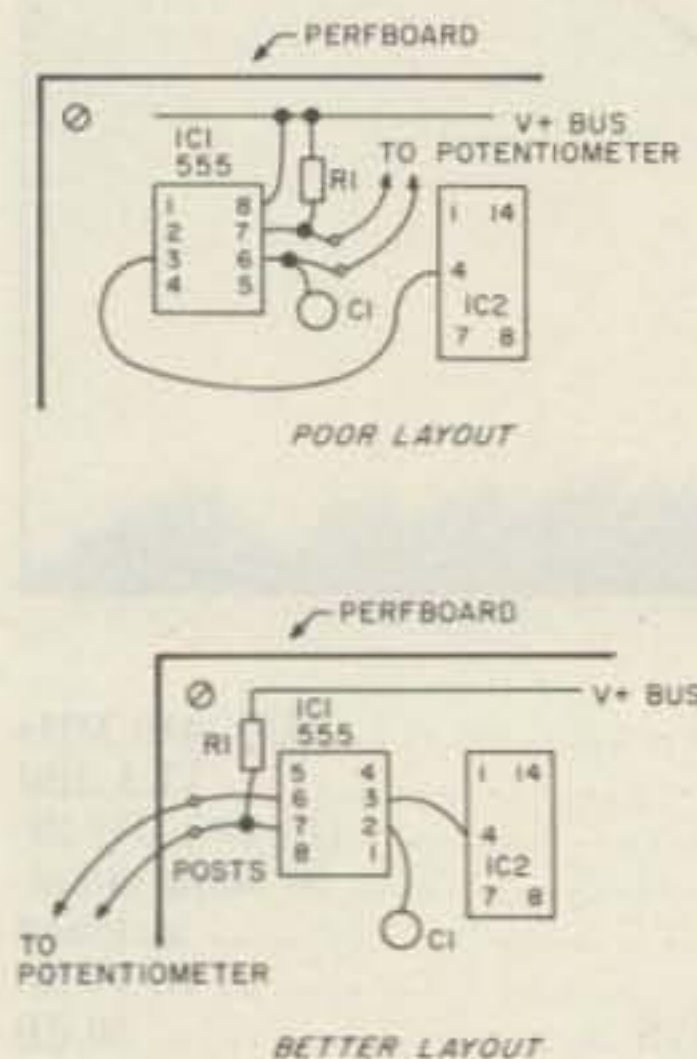 PERFBOARD
V+ BUS
IC1
555
TO POTENTIOMETER
R1
1 8
2 7
3 6
4 5
1 14
4
IC2
7 8
C1
POOR LAYOUT
PERFBOARD
V+ BUS
IC1
555
R1
5 4
6 3
7 2
8 1
1 14
4
IC2
7 8
POSTS
C1
TO
POTENTIOMETER
BETTER LAYOUT